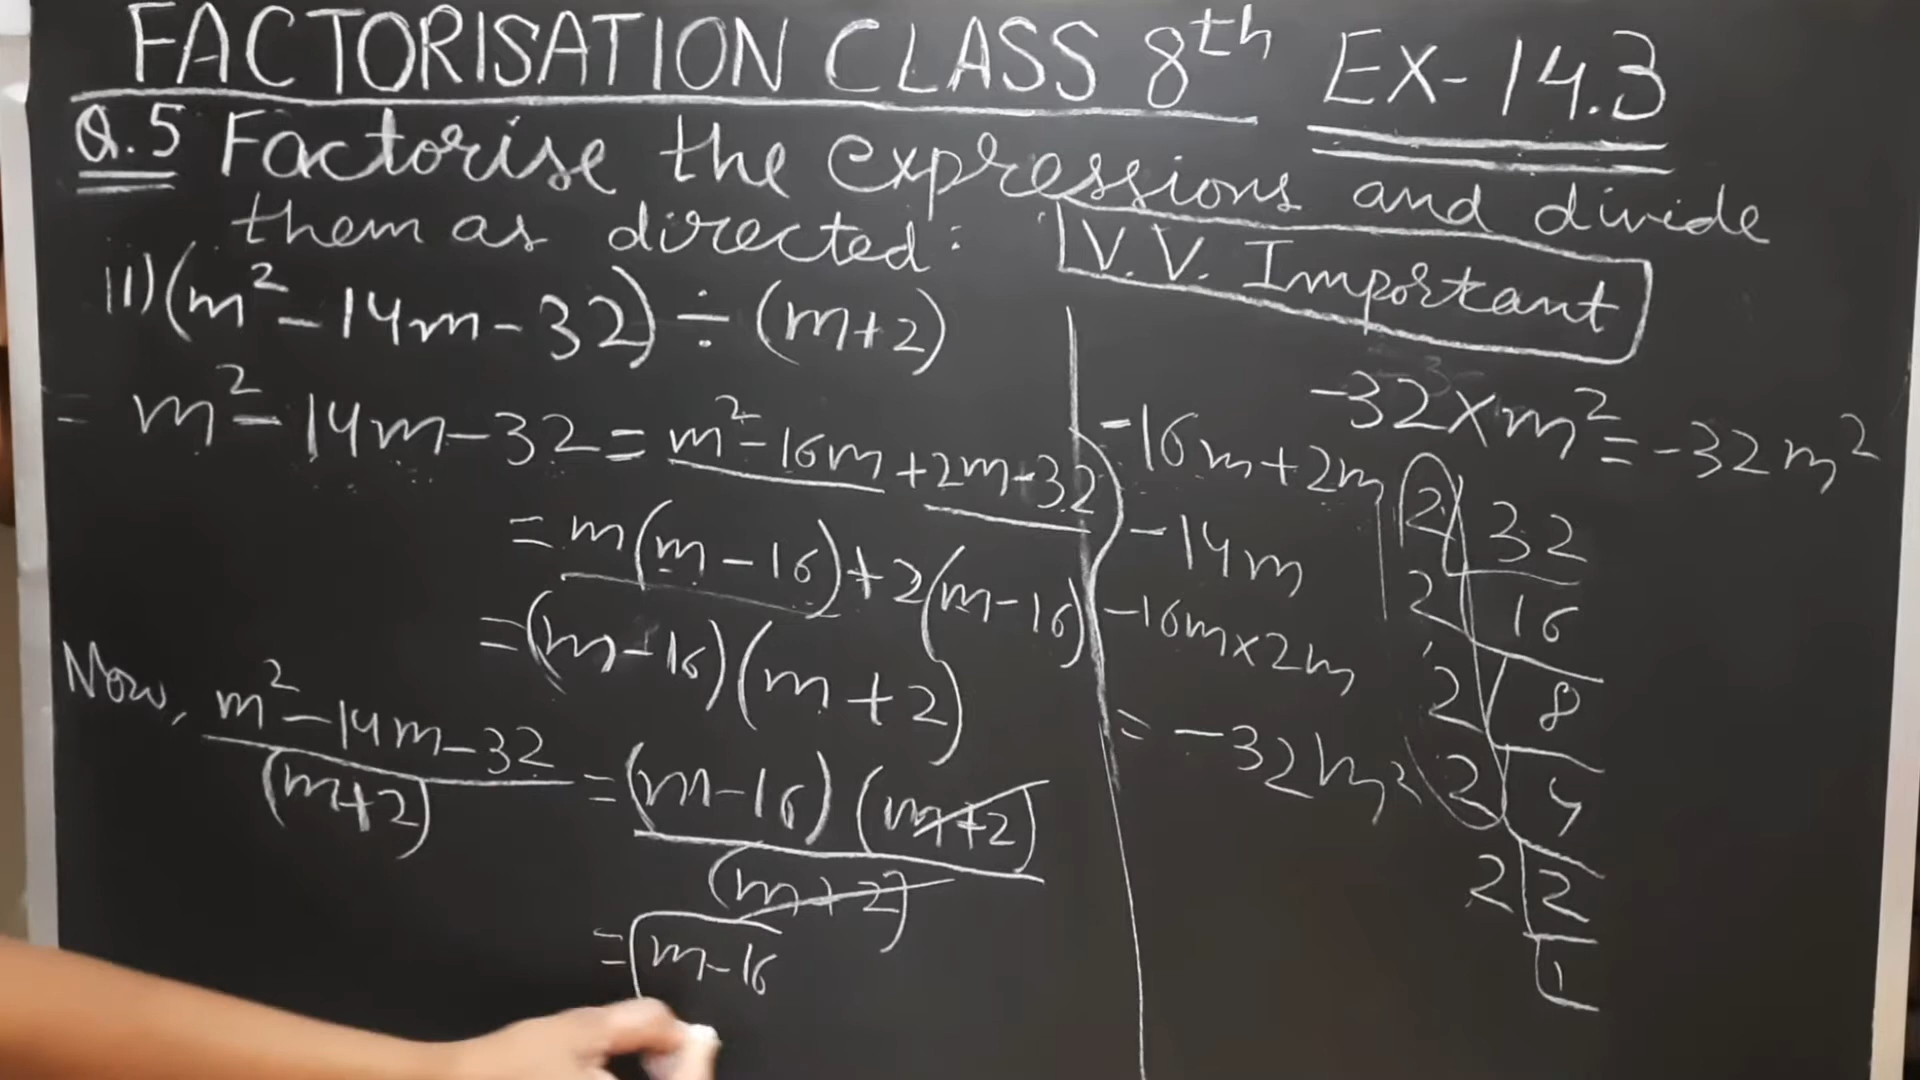 FACTORISATION CLASS 8th EX-14.3
Q.5 Factorise the expressions and divide
them as directed:
V.V. Important
ii) (m² - 14m - 32) ÷ (m+2)
= m² - 14m - 32 = m² - 16m + 2m - 32
= m(m - 16) + 2(m - 16)
= (m - 16)(m + 2)
Now, m² - 14m - 32 / (m+2) = (m - 16)(m+2) / (m+2)
= m - 16
-32 × m² = -32m²
-16m + 2m
-14m
-16m × 2m
= -32m²
2 | 32
2 | 16
2 | 8
2 | 4
2 | 2
1